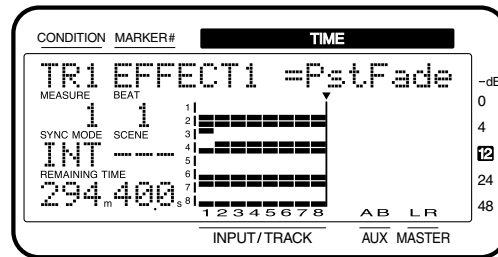 CONDITION MARKER# TIME
TR1 EFFECT1 =PstFade
MEASURE BEAT
1 1
SYNC MODE SCENE
INT ---
REMAINING TIME
294m400s
1
2
3
4
5
6
7
8
1 2 3 4 5 6 7 8 A B L R
INPUT/TRACK AUX MASTER
-dB
0
4
12
24
48